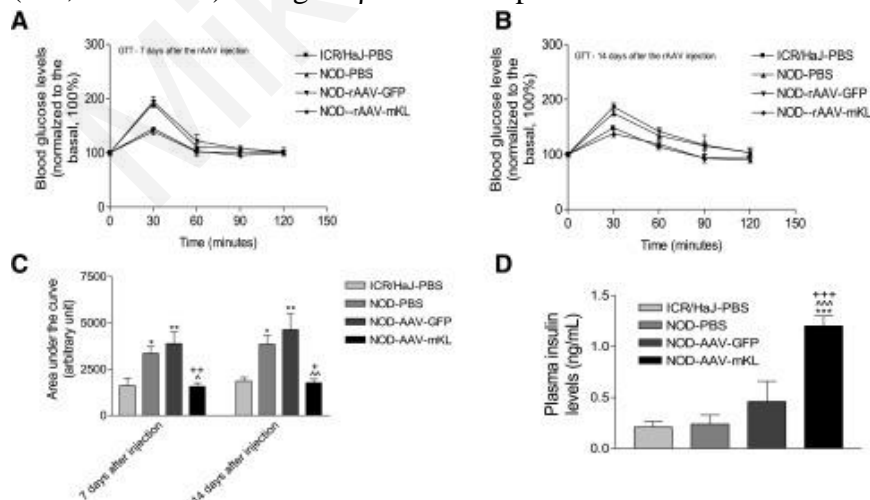 A
GTT - 7 days after the rAAV injection
Blood glucose levels
(normalized to the
basal, 100%)
300
200
100
0
0 30 60 90 120 150
Time (minutes)
ICR/HaJ-PBS
NOD-PBS
NOD-rAAV-GFP
NOD--rAAV-mKL
B
GTT - 14 days after the rAAV injection
Blood glucose levels
(normalized to the
basal, 100%)
300
200
100
0
0 30 60 90 120 150
Time (minutes)
ICR/HaJ-PBS
NOD-PBS
NOD-rAAV-GFP
NOD--rAAV-mKL
C
Area under the curve
(arbitrary unit)
7500
5000
2500
0
* ** ++ ^
* ** + ^^
7 days after injection
14 days after injection
ICR/HaJ-PBS
NOD-PBS
NOD-AAV-GFP
NOD-AAV-mKL
D
Plasma insulin
levels (ng/mL)
1.5
1.0
0.5
0.0
ICR/HaJ-PBS
NOD-PBS
NOD-AAV-GFP
NOD-AAV-mKL
+++
^^^
***